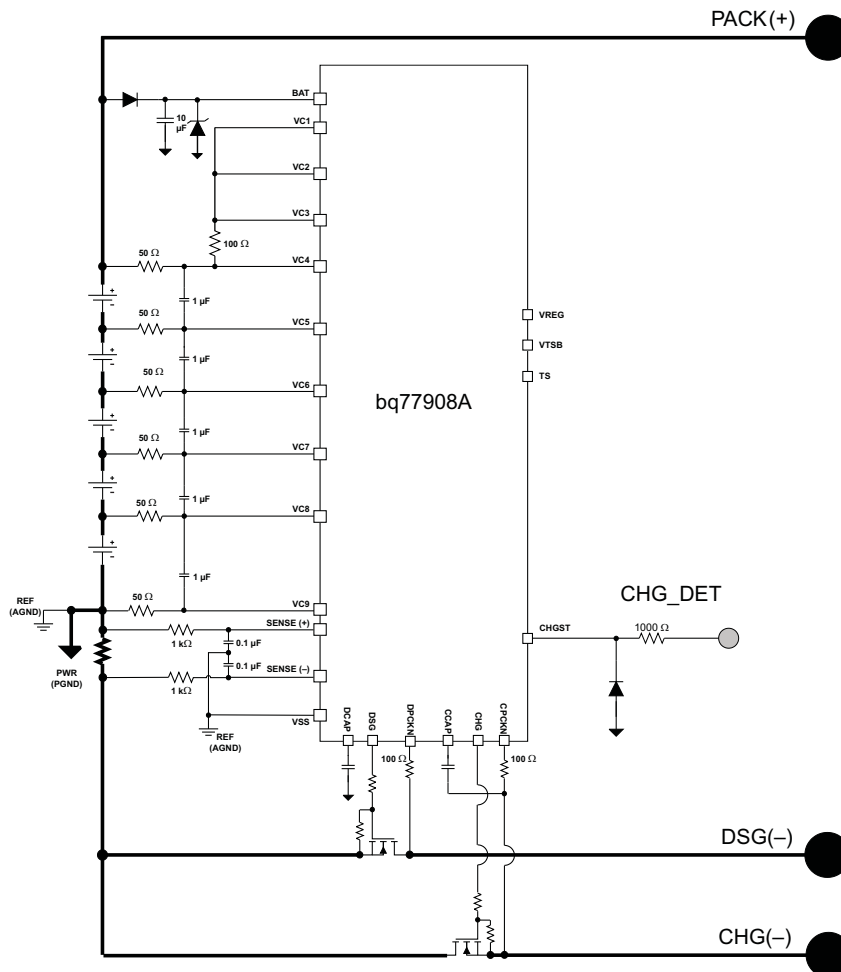 PACK(+)
BAT
10
µF
VC1
VC2
VC3
100 Ω
50 Ω
VC4
+
–
1 µF
50 Ω
VC5
+
–
1 µF
VREG
VTSB
50 Ω
TS
VC6
bq77908A
+
–
1 µF
50 Ω
VC7
+
–
1 µF
50 Ω
VC8
+
–
1 µF
CHG_DET
REF
(AGND)
50 Ω
VC9
SENSE (+)
CHGST
1000 Ω
1 kΩ
0.1 µF
0.1 µF
PWR
(PGND)
SENSE (–)
1 kΩ
VSS
REF
(AGND)
DCAP
DSG
DPCKN
CCAP
CHG
CPCKN
100 Ω
100 Ω
DSG(–)
CHG(–)